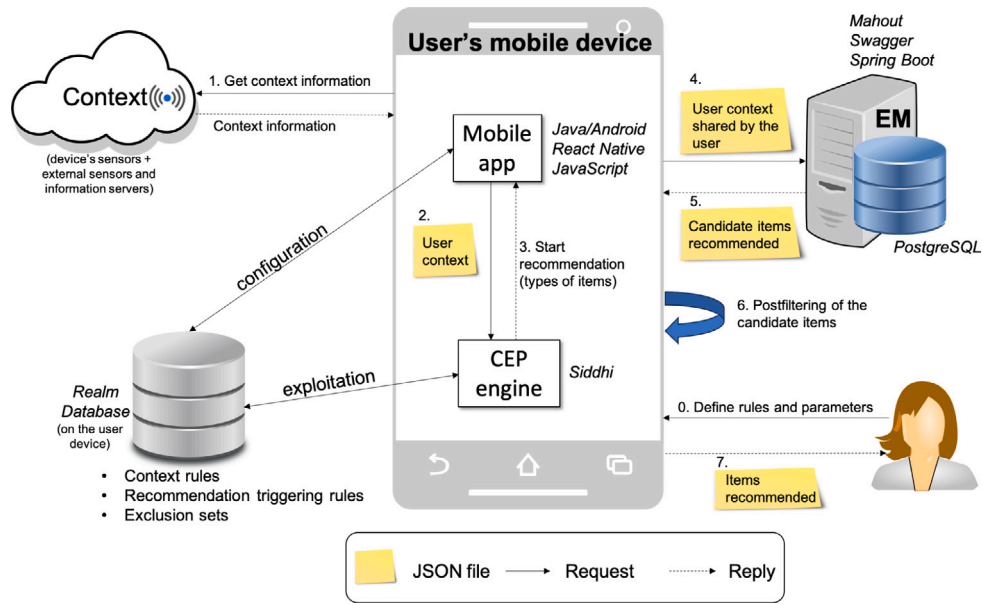 User's mobile device
Mahout
Swagger
Spring Boot
1. Get context information
Context
Context information
(device's sensors +
external sensors and
information servers)
Mobile
app
Java/Android
React Native
JavaScript
4.
User context
shared by the
user
EM
5.
Candidate items
recommended
PostgreSQL
configuration
2.
User
context
3. Start
recommendation
(types of items)
6. Postfiltering of the
candidate items
CEP
engine
Siddhi
exploitation
Realm
Database
(on the user
device)
• Context rules
• Recommendation triggering rules
• Exclusion sets
0. Define rules and parameters
7.
Items
recommended
JSON file
Request
Reply